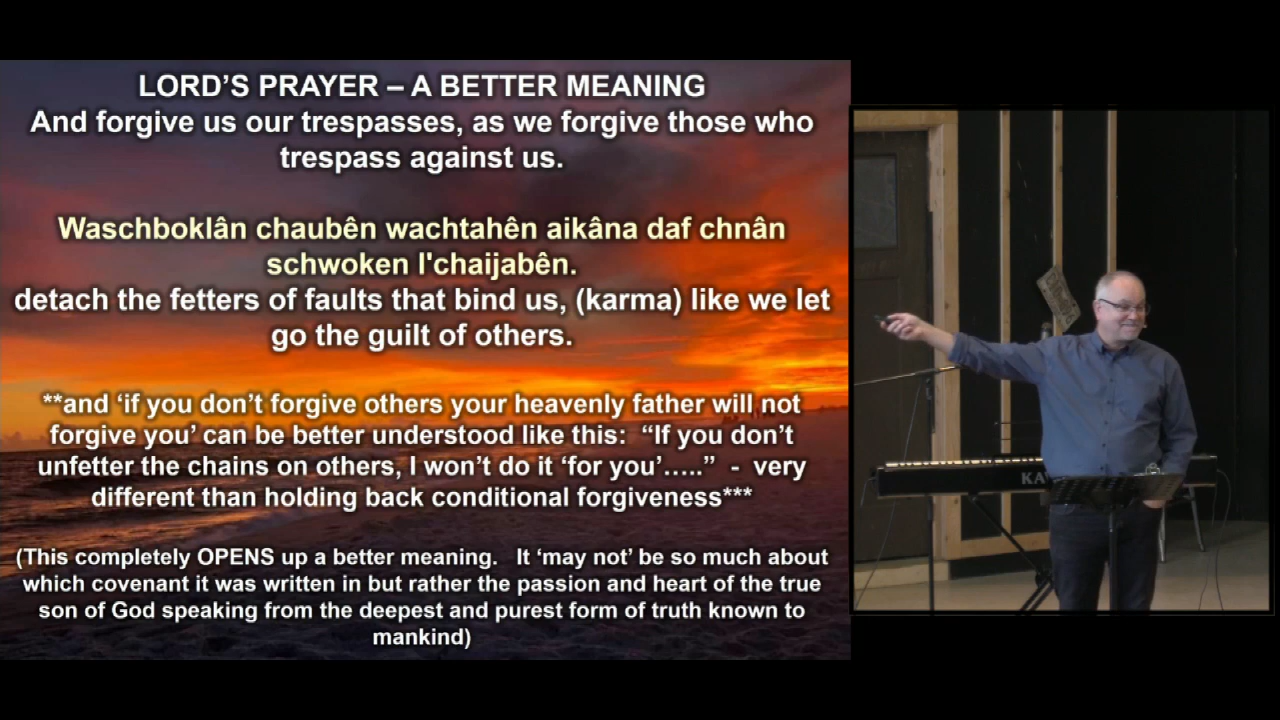 LORD’S PRAYER – A BETTER MEANING
And forgive us our trespasses, as we forgive those who
trespass against us.
Waschboklân chaubên wachtahên aikâna daf chnân
schwoken l'chaijabên.
detach the fetters of faults that bind us, (karma) like we let
go the guilt of others.
**and ‘if you don’t forgive others your heavenly father will not
forgive you’ can be better understood like this:  “If you don’t
unfetter the chains on others, I won’t do it ‘for you’…..”  -  very
different than holding back conditional forgiveness***
(This completely OPENS up a better meaning.   It ‘may not’ be so much about
which covenant it was written in but rather the passion and heart of the true
son of God speaking from the deepest and purest form of truth known to
mankind)
KA